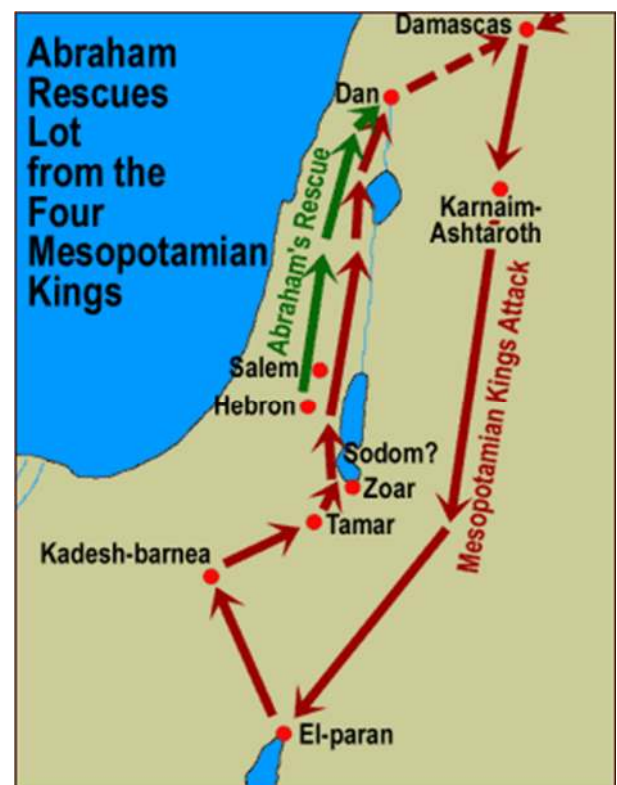 Abraham
Rescues
Lot
from the
Four
Mesopotamian
Kings
Damascas
Dan
Karnaim-
Ashtaroth
Abraham's Rescue
Mesopotamian Kings Attack
Salem
Hebron
Sodom?
Zoar
Tamar
Kadesh-barnea
El-paran